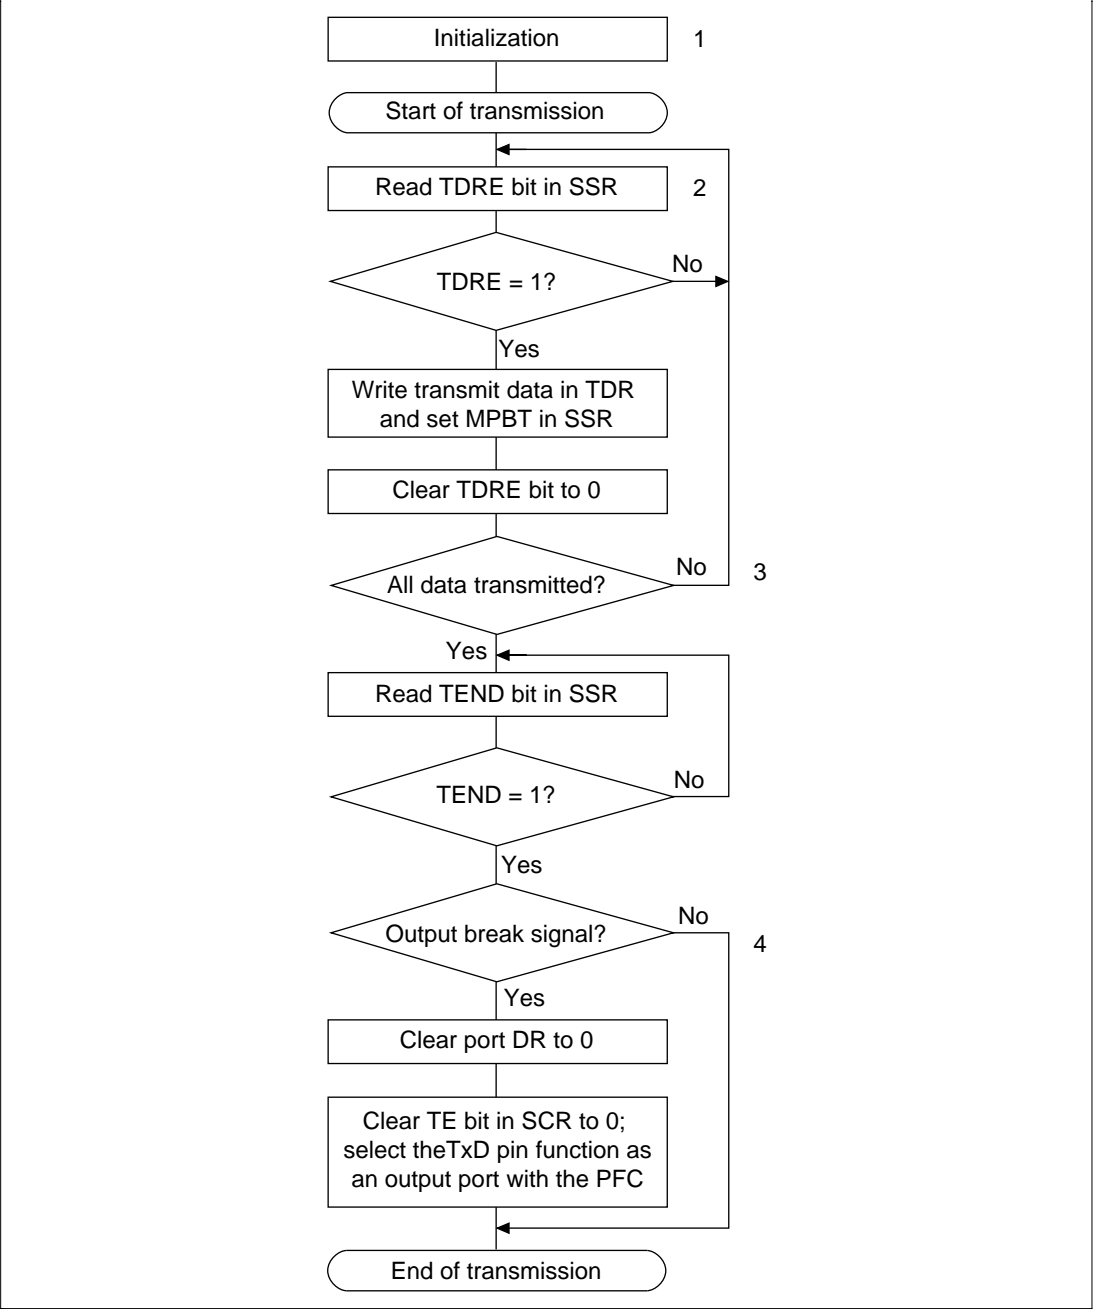 Initialization 1
Start of transmission
Read TDRE bit in SSR 2
No
TDRE = 1?
Yes
Write transmit data in TDR
and set MPBT in SSR
Clear TDRE bit to 0
No
All data transmitted? 3
Yes
Read TEND bit in SSR
No
TEND = 1?
Yes
No
Output break signal? 4
Yes
Clear port DR to 0
Clear TE bit in SCR to 0;
select theTxD pin function as
an output port with the PFC
End of transmission